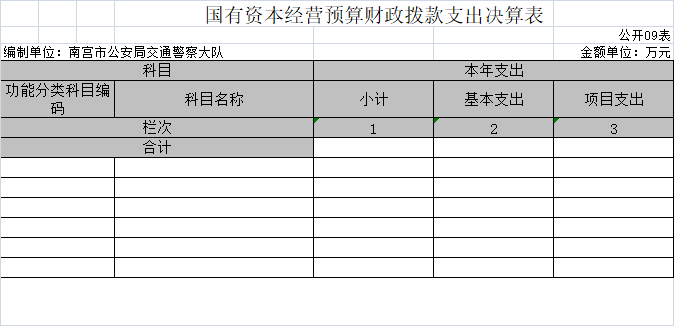 国有资本经营预算财政拨款支出决算表
公开09表
编制单位：南宫市公安局交通警察大队 金额单位：万元
科目 本年支出
功能分类科目编码 科目名称 小计 基本支出 项目支出
栏次 1 2 3
合计